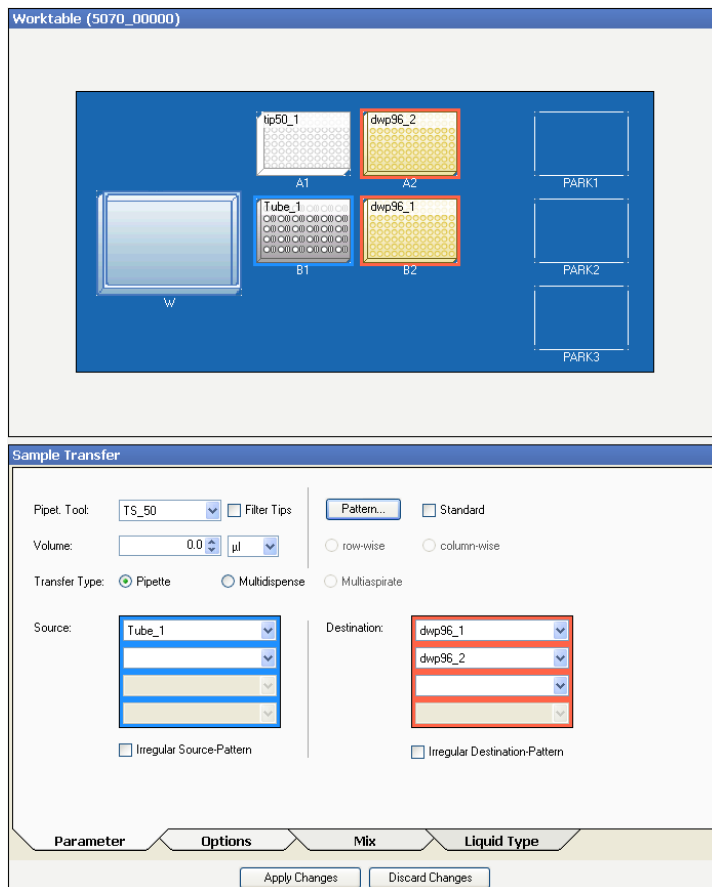 Worktable (5070_00000)
tip50_1
dwp96_2
A1
A2
PARK1
Tube_1
dwp96_1
B1
B2
PARK2
W
PARK3
Sample Transfer
Pipet. Tool:
TS_50
Filter Tips
Pattern...
Standard
Volume:
0.0
µl
row-wise
column-wise
Transfer Type:
Pipette
Multidispense
Multiaspirate
Source:
Tube_1
Destination:
dwp96_1
dwp96_2
Irregular Source-Pattern
Irregular Destination-Pattern
Parameter
Options
Mix
Liquid Type
Apply Changes
Discard Changes